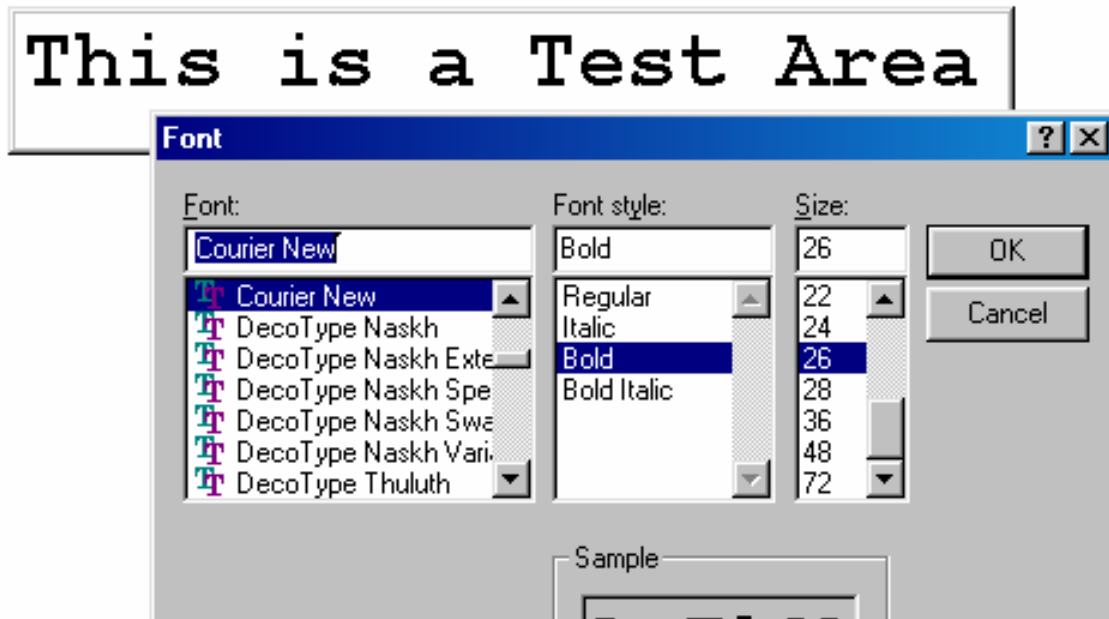 This is a Test Area
Font
Font:
Courier New
Courier New
DecoType Naskh
DecoType Naskh Exte
DecoType Naskh Spe
DecoType Naskh Swa
DecoType Naskh Vari
DecoType Thuluth
Font style:
Bold
Regular
Italic
Bold
Bold Italic
Size:
26
22
24
26
28
36
48
72
OK
Cancel
Sample